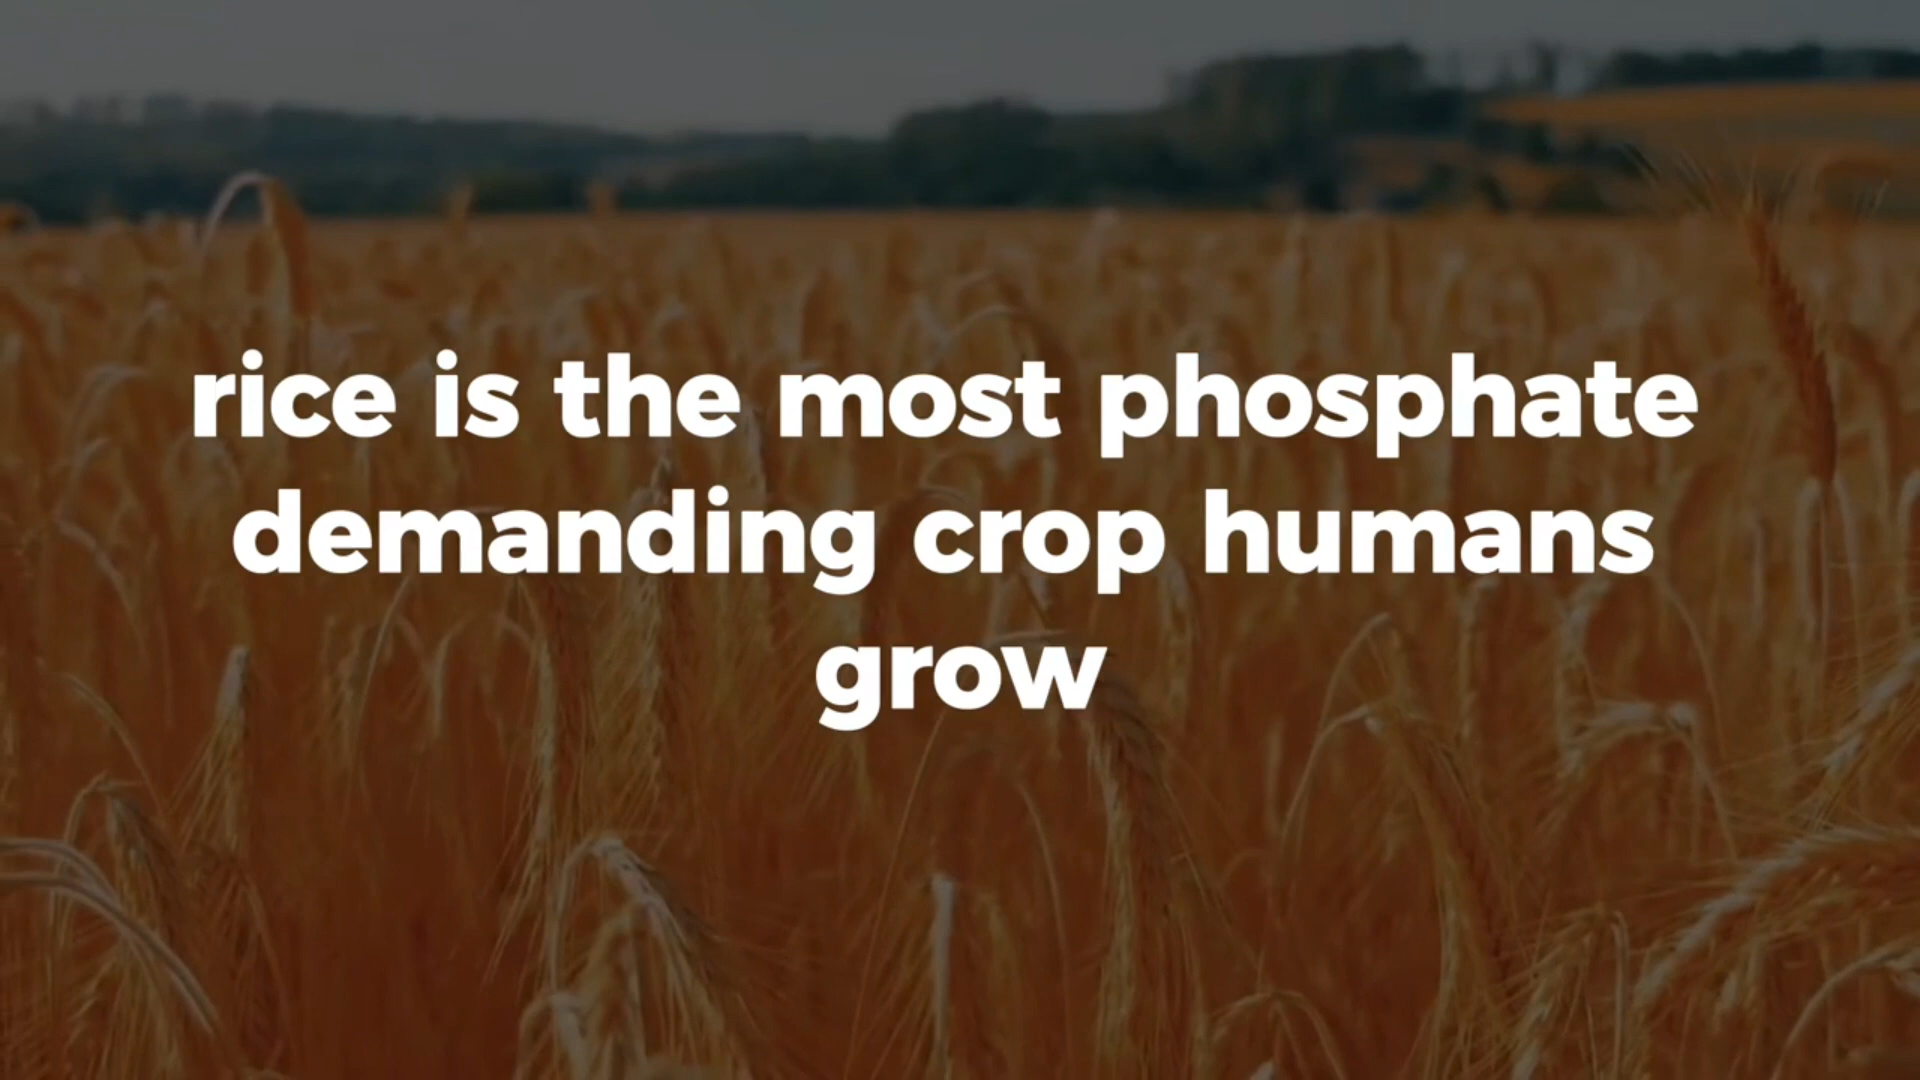 rice is the most phosphate
demanding crop humans
grow